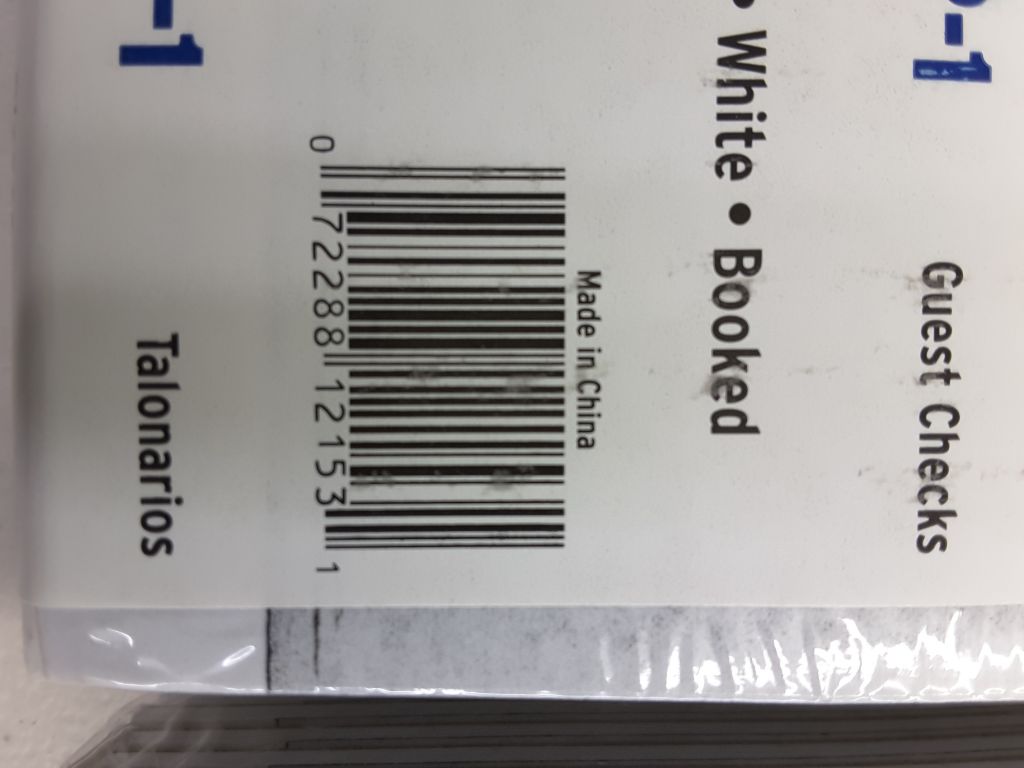 -1
Guest Checks
• White • Booked
Made in China
0 72288 12153 1
-1
Talonarios